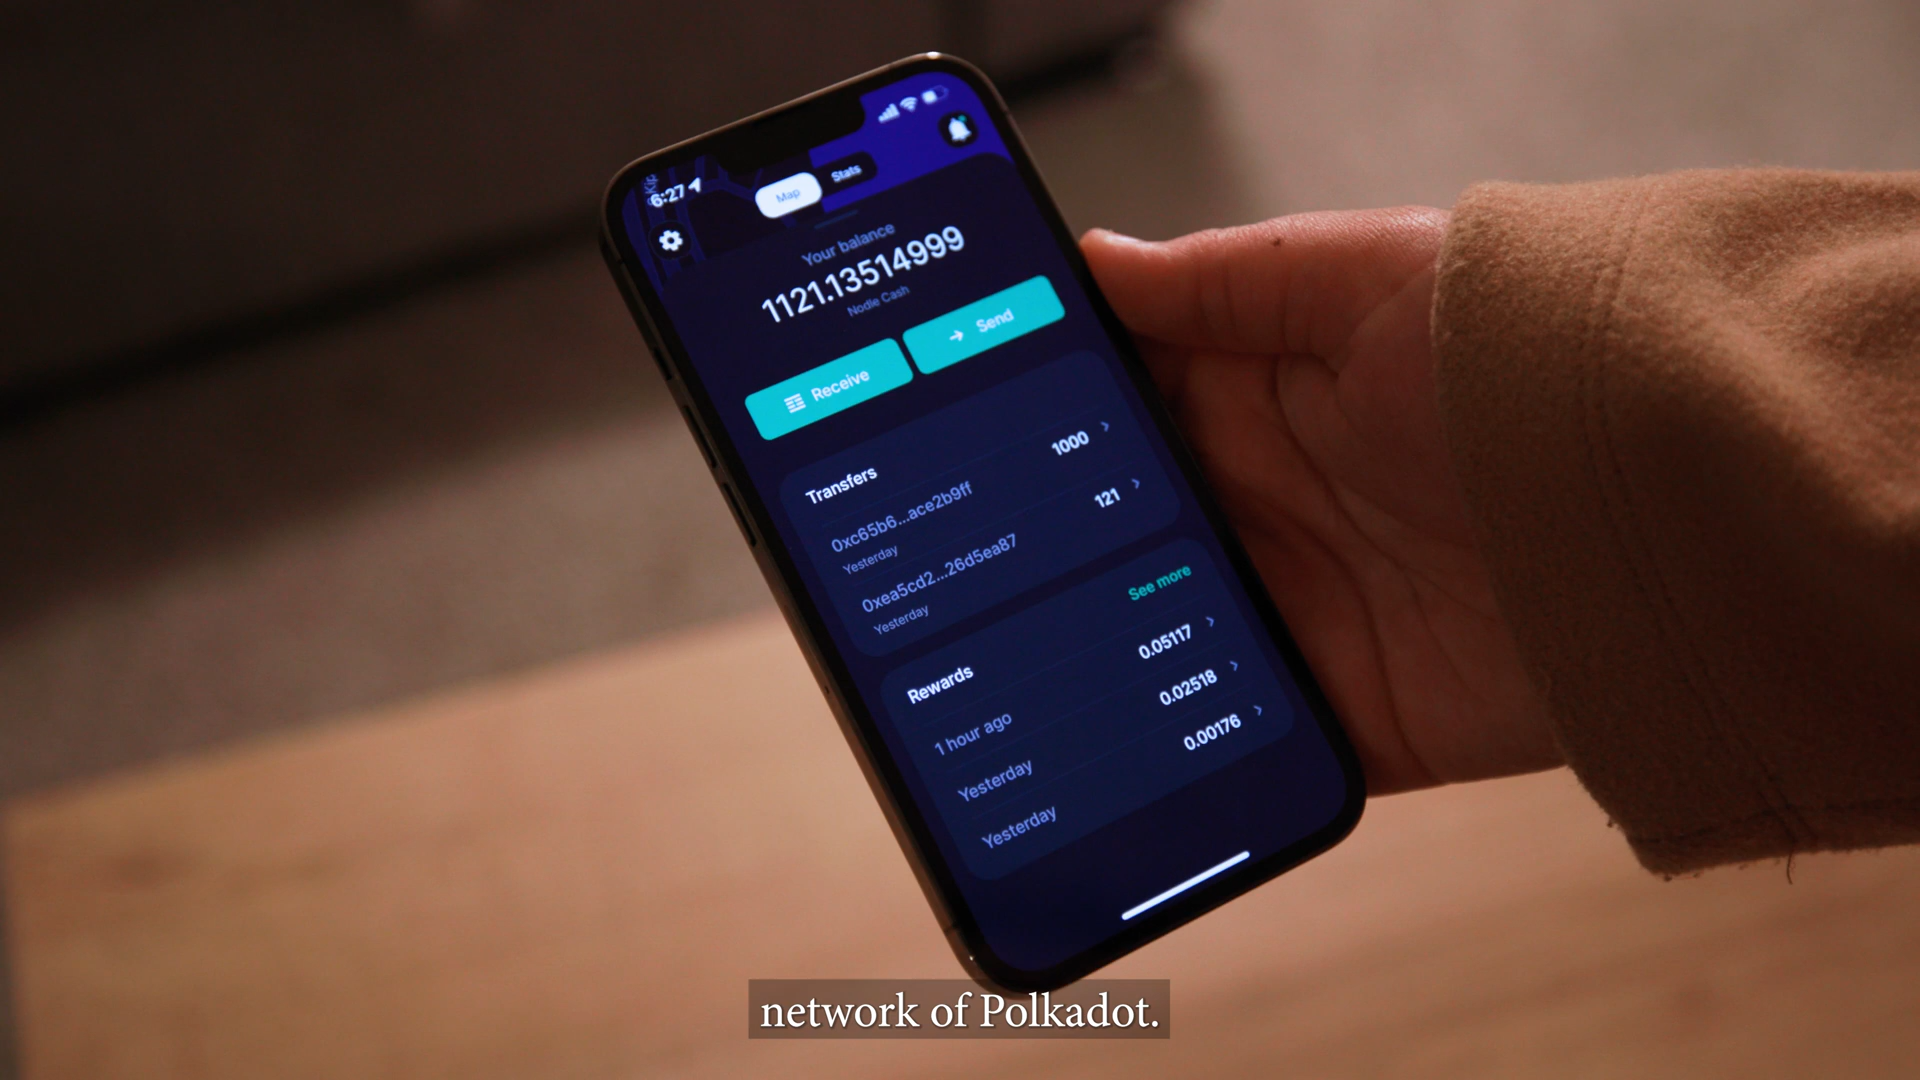 6:27
Map
Stats
Your balance
1121.13514999
Nodle Cash
Receive
Send
Transfers
0xc65b6...ace2b9ff
1000
Yesterday
0xea5cd2...26d5ea87
121
Yesterday
Rewards
See more
1 hour ago
0.05117
Yesterday
0.02518
Yesterday
0.00176
network of Polkadot.